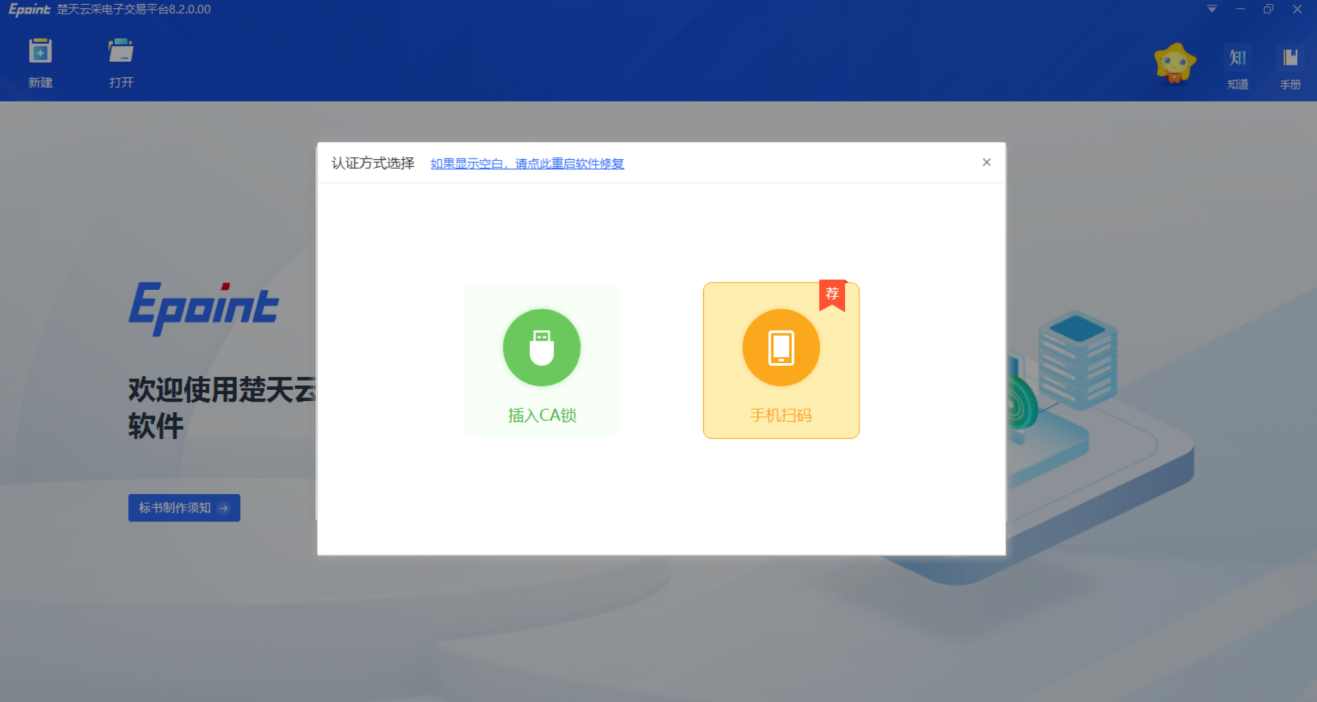 Epoint 楚天云采电子交易平台8.2.0.00
新建
打开
知
知道
手册
认证方式选择 如果显示空白，请点此重启软件修复
荐
插入CA锁
手机扫码
Epoint
欢迎使用楚天云
软件
标书制作须知